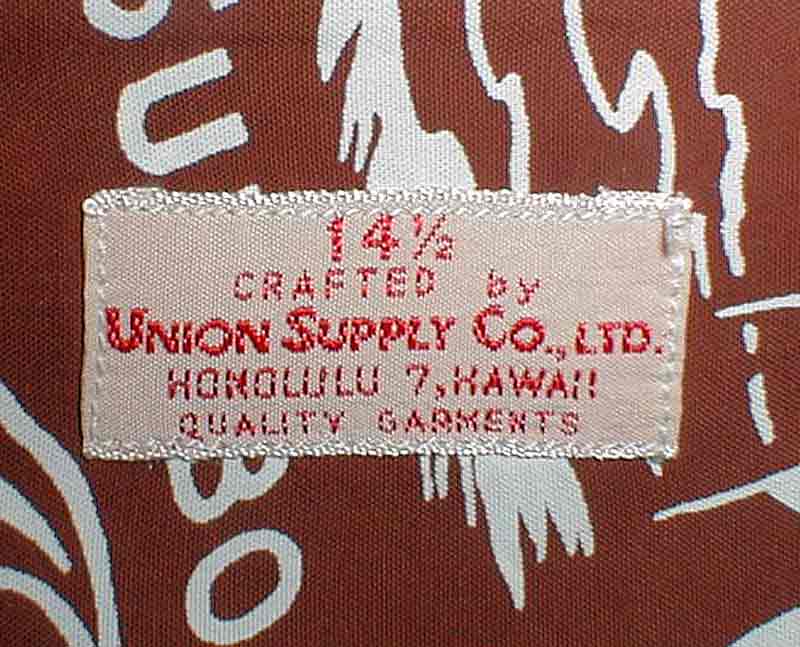 14½
CRAFTED by
UNION SUPPLY CO., LTD.
HONOLULU 7, HAWAII
QUALITY GARMENTS